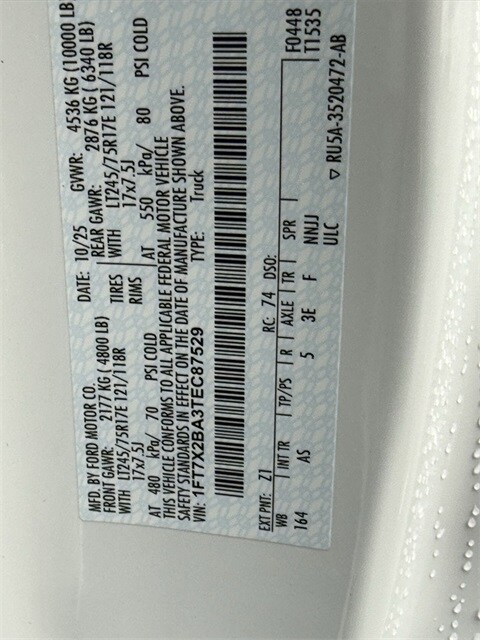 MFD. BY FORD MOTOR CO.
DATE: 10/25 GVWR: 4536 KG (10000 LB
FRONT GAWR: 2177 KG ( 4800 LB) REAR GAWR: 2876 KG ( 6340 LB)
WITH LT245/75R17E 121/118R TIRES WITH LT245/75R17E 121/118R
17x7.5J RIMS 17x7.5J
AT 480 kPa/ 70 PSI COLD AT 550 kPa/ 80 PSI COLD
THIS VEHICLE CONFORMS TO ALL APPLICABLE FEDERAL MOTOR VEHICLE
SAFETY STANDARDS IN EFFECT ON THE DATE OF MANUFACTURE SHOWN ABOVE.
VIN: 1FT7X2BA3TEC87529 TYPE: Truck
EXT PNT: Z1 RC: 74 DSO: F0448
WB INT TR TP/PS R AXLE TR SPR T1535
164 AS 5 3E F NNJJ
ULC ▽ RU5A-3520472-AB